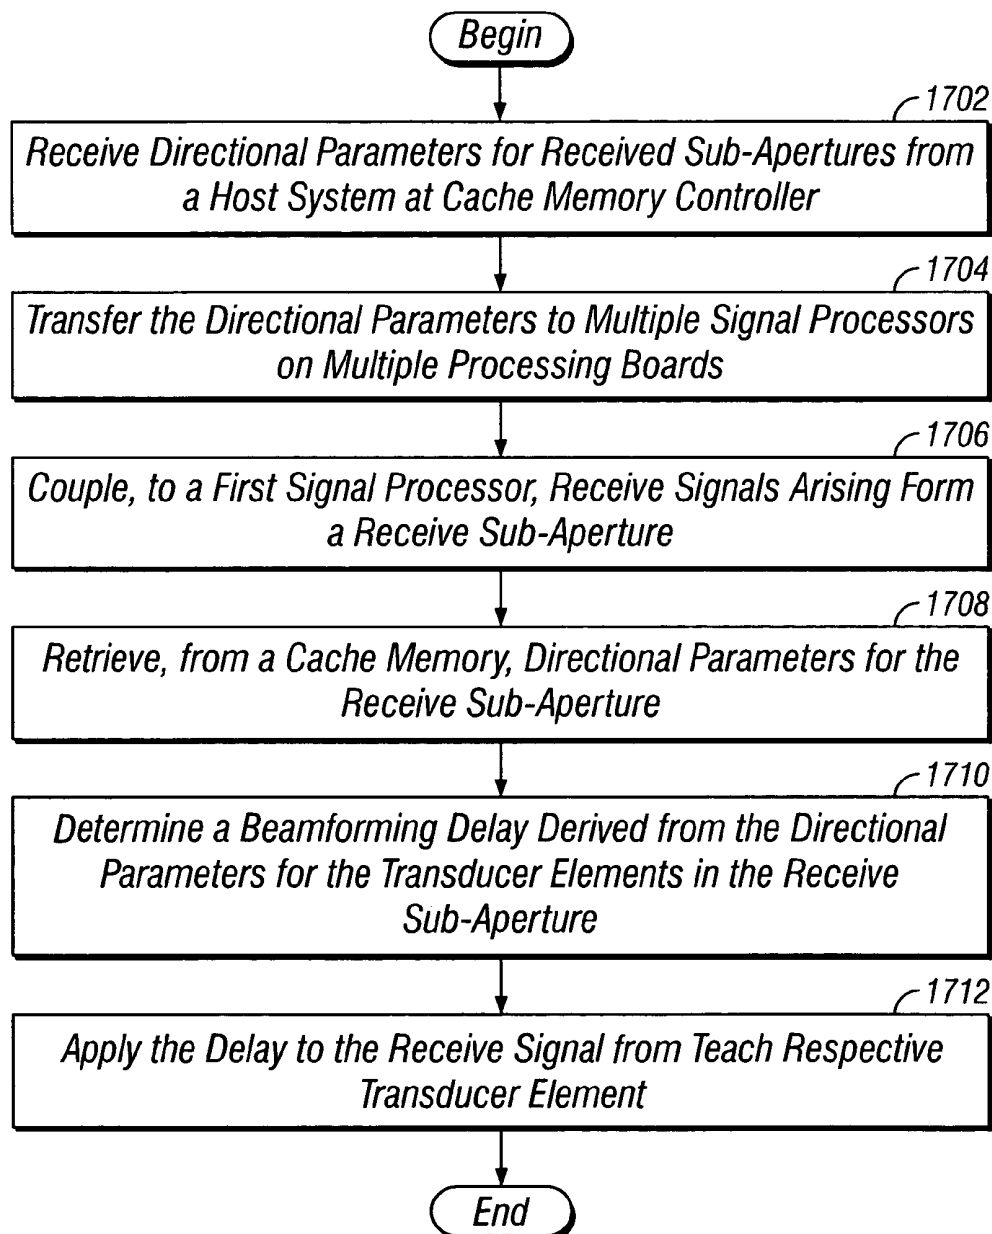 Begin
1702
Receive Directional Parameters for Received Sub-Apertures from
a Host System at Cache Memory Controller
1704
Transfer the Directional Parameters to Multiple Signal Processors
on Multiple Processing Boards
1706
Couple, to a First Signal Processor, Receive Signals Arising Form
a Receive Sub-Aperture
1708
Retrieve, from a Cache Memory, Directional Parameters for the
Receive Sub-Aperture
1710
Determine a Beamforming Delay Derived from the Directional
Parameters for the Transducer Elements in the Receive
Sub-Aperture
1712
Apply the Delay to the Receive Signal from Teach Respective
Transducer Element
End